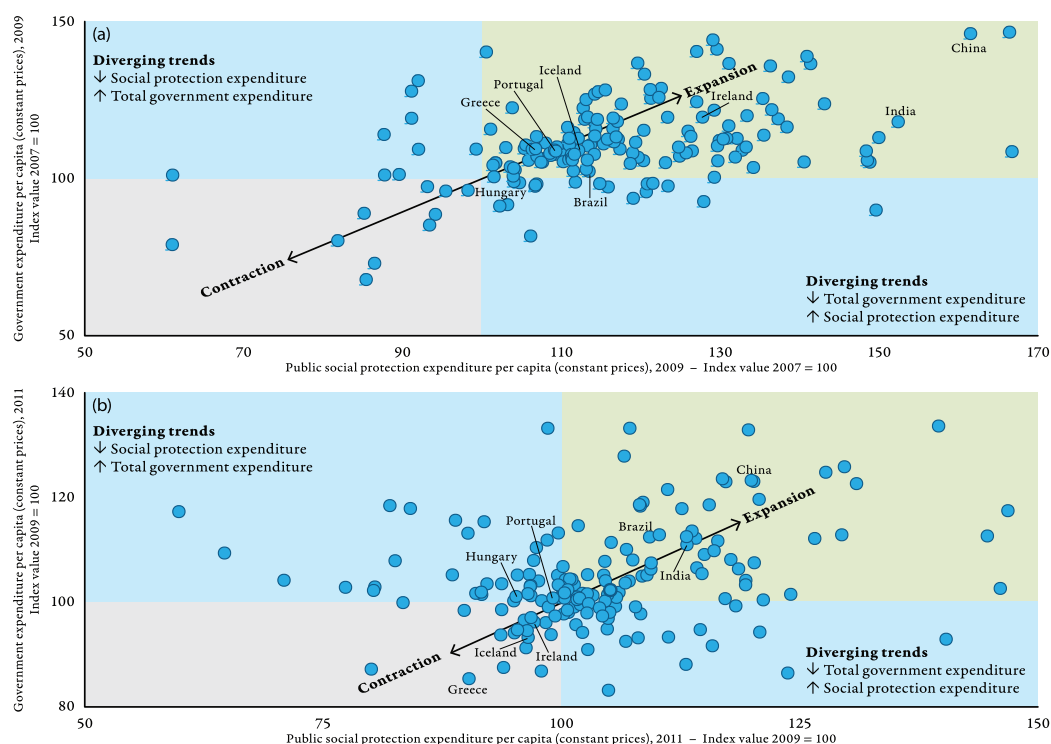 Government expenditure per capita (constant prices), 2009
Index value 2007 = 100
150
100
50
(a)
Diverging trends
↓ Social protection expenditure
↑ Total government expenditure
China
Expansion
Iceland
Portugal
Greece
Ireland
India
Hungary
Brazil
Contraction
Diverging trends
↓ Total government expenditure
↑ Social protection expenditure
50 70 90 110 130 150 170
Public social protection expenditure per capita (constant prices), 2009 – Index value 2007 = 100
Government expenditure per capita (constant prices), 2011
Index value 2009 = 100
140
120
100
80
(b)
Diverging trends
↓ Social protection expenditure
↑ Total government expenditure
China
Expansion
Portugal
Brazil
Hungary
India
Iceland
Ireland
Contraction
Greece
Diverging trends
↓ Total government expenditure
↑ Social protection expenditure
50 75 100 125 150
Public social protection expenditure per capita (constant prices), 2011 – Index value 2009 = 100